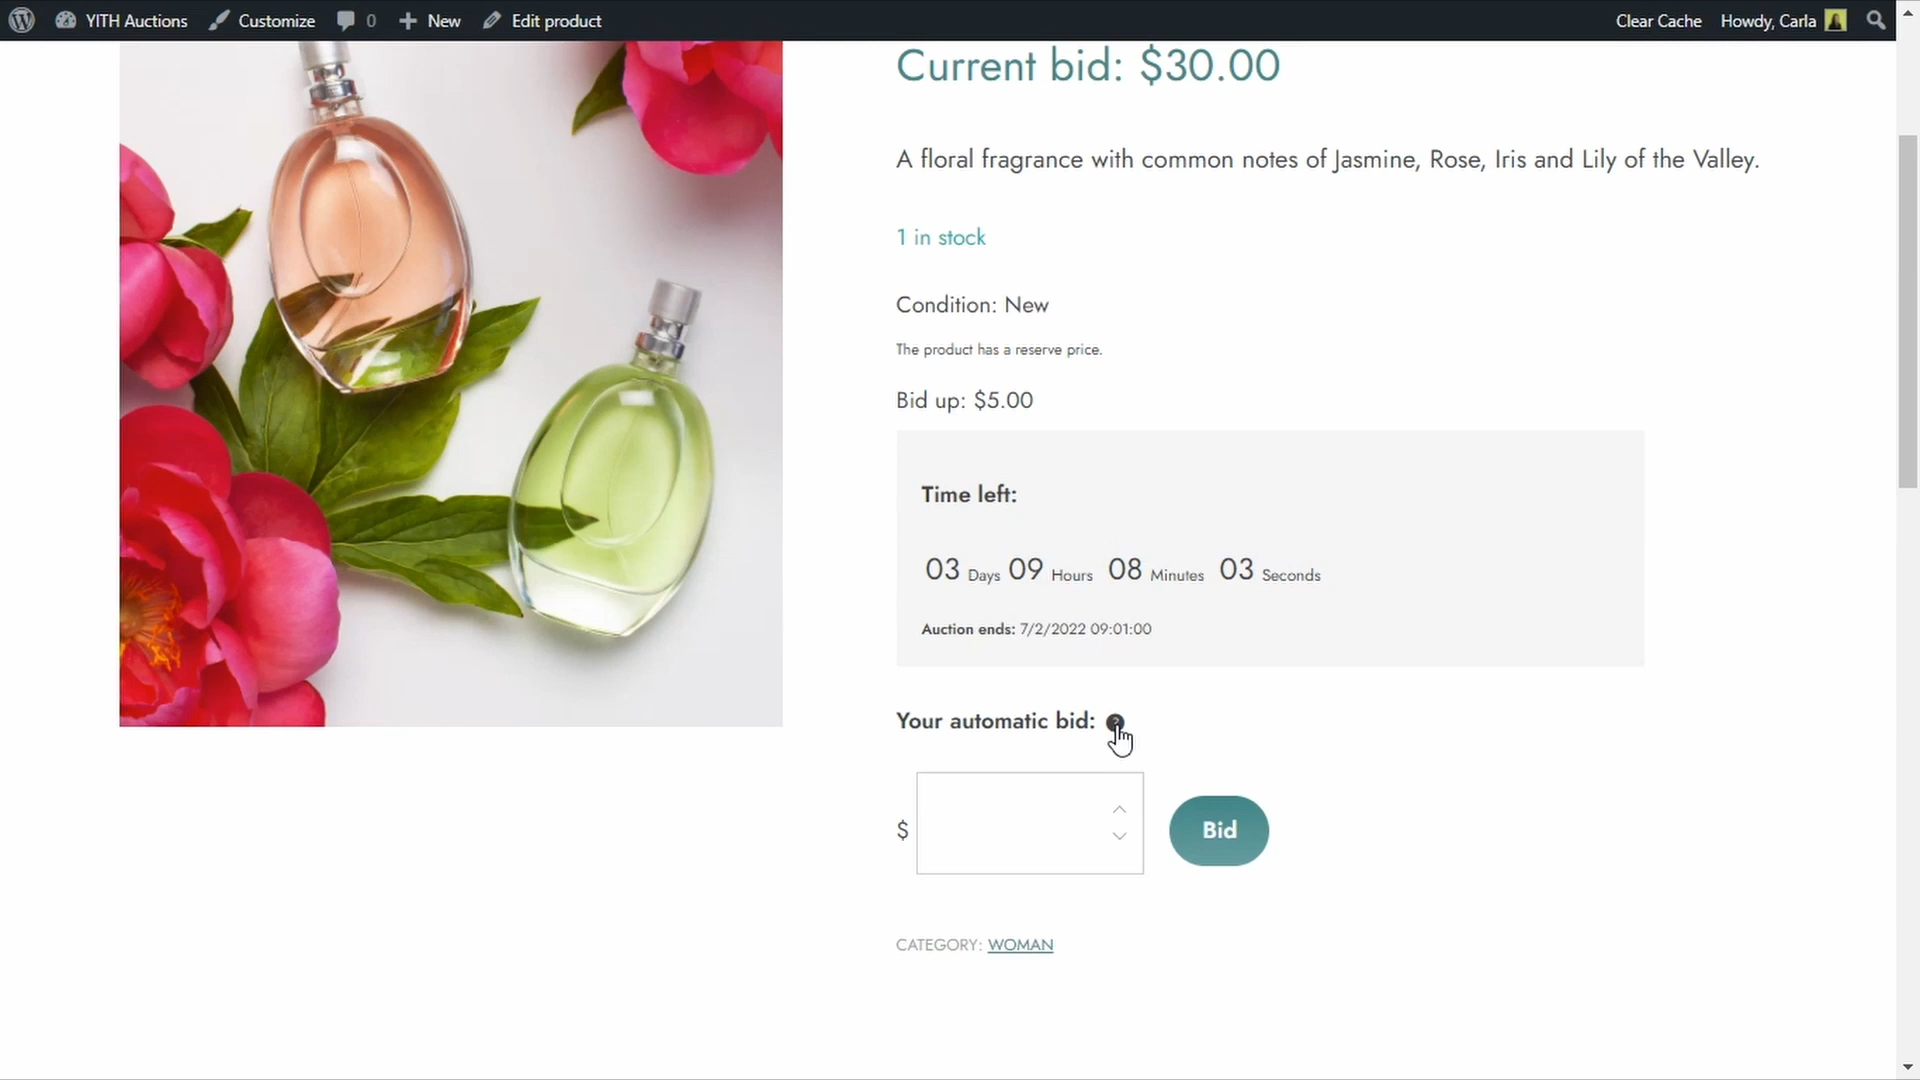 YITH Auctions Customize 0 New Edit product Clear Cache Howdy, Carla
Current bid: $30.00
A floral fragrance with common notes of Jasmine, Rose, Iris and Lily of the Valley.
1 in stock
Condition: New
The product has a reserve price.
Bid up: $5.00
Time left:
03 Days 09 Hours 08 Minutes 03 Seconds
Auction ends: 7/2/2022 09:01:00
Your automatic bid: ?
$ Bid
CATEGORY: WOMAN